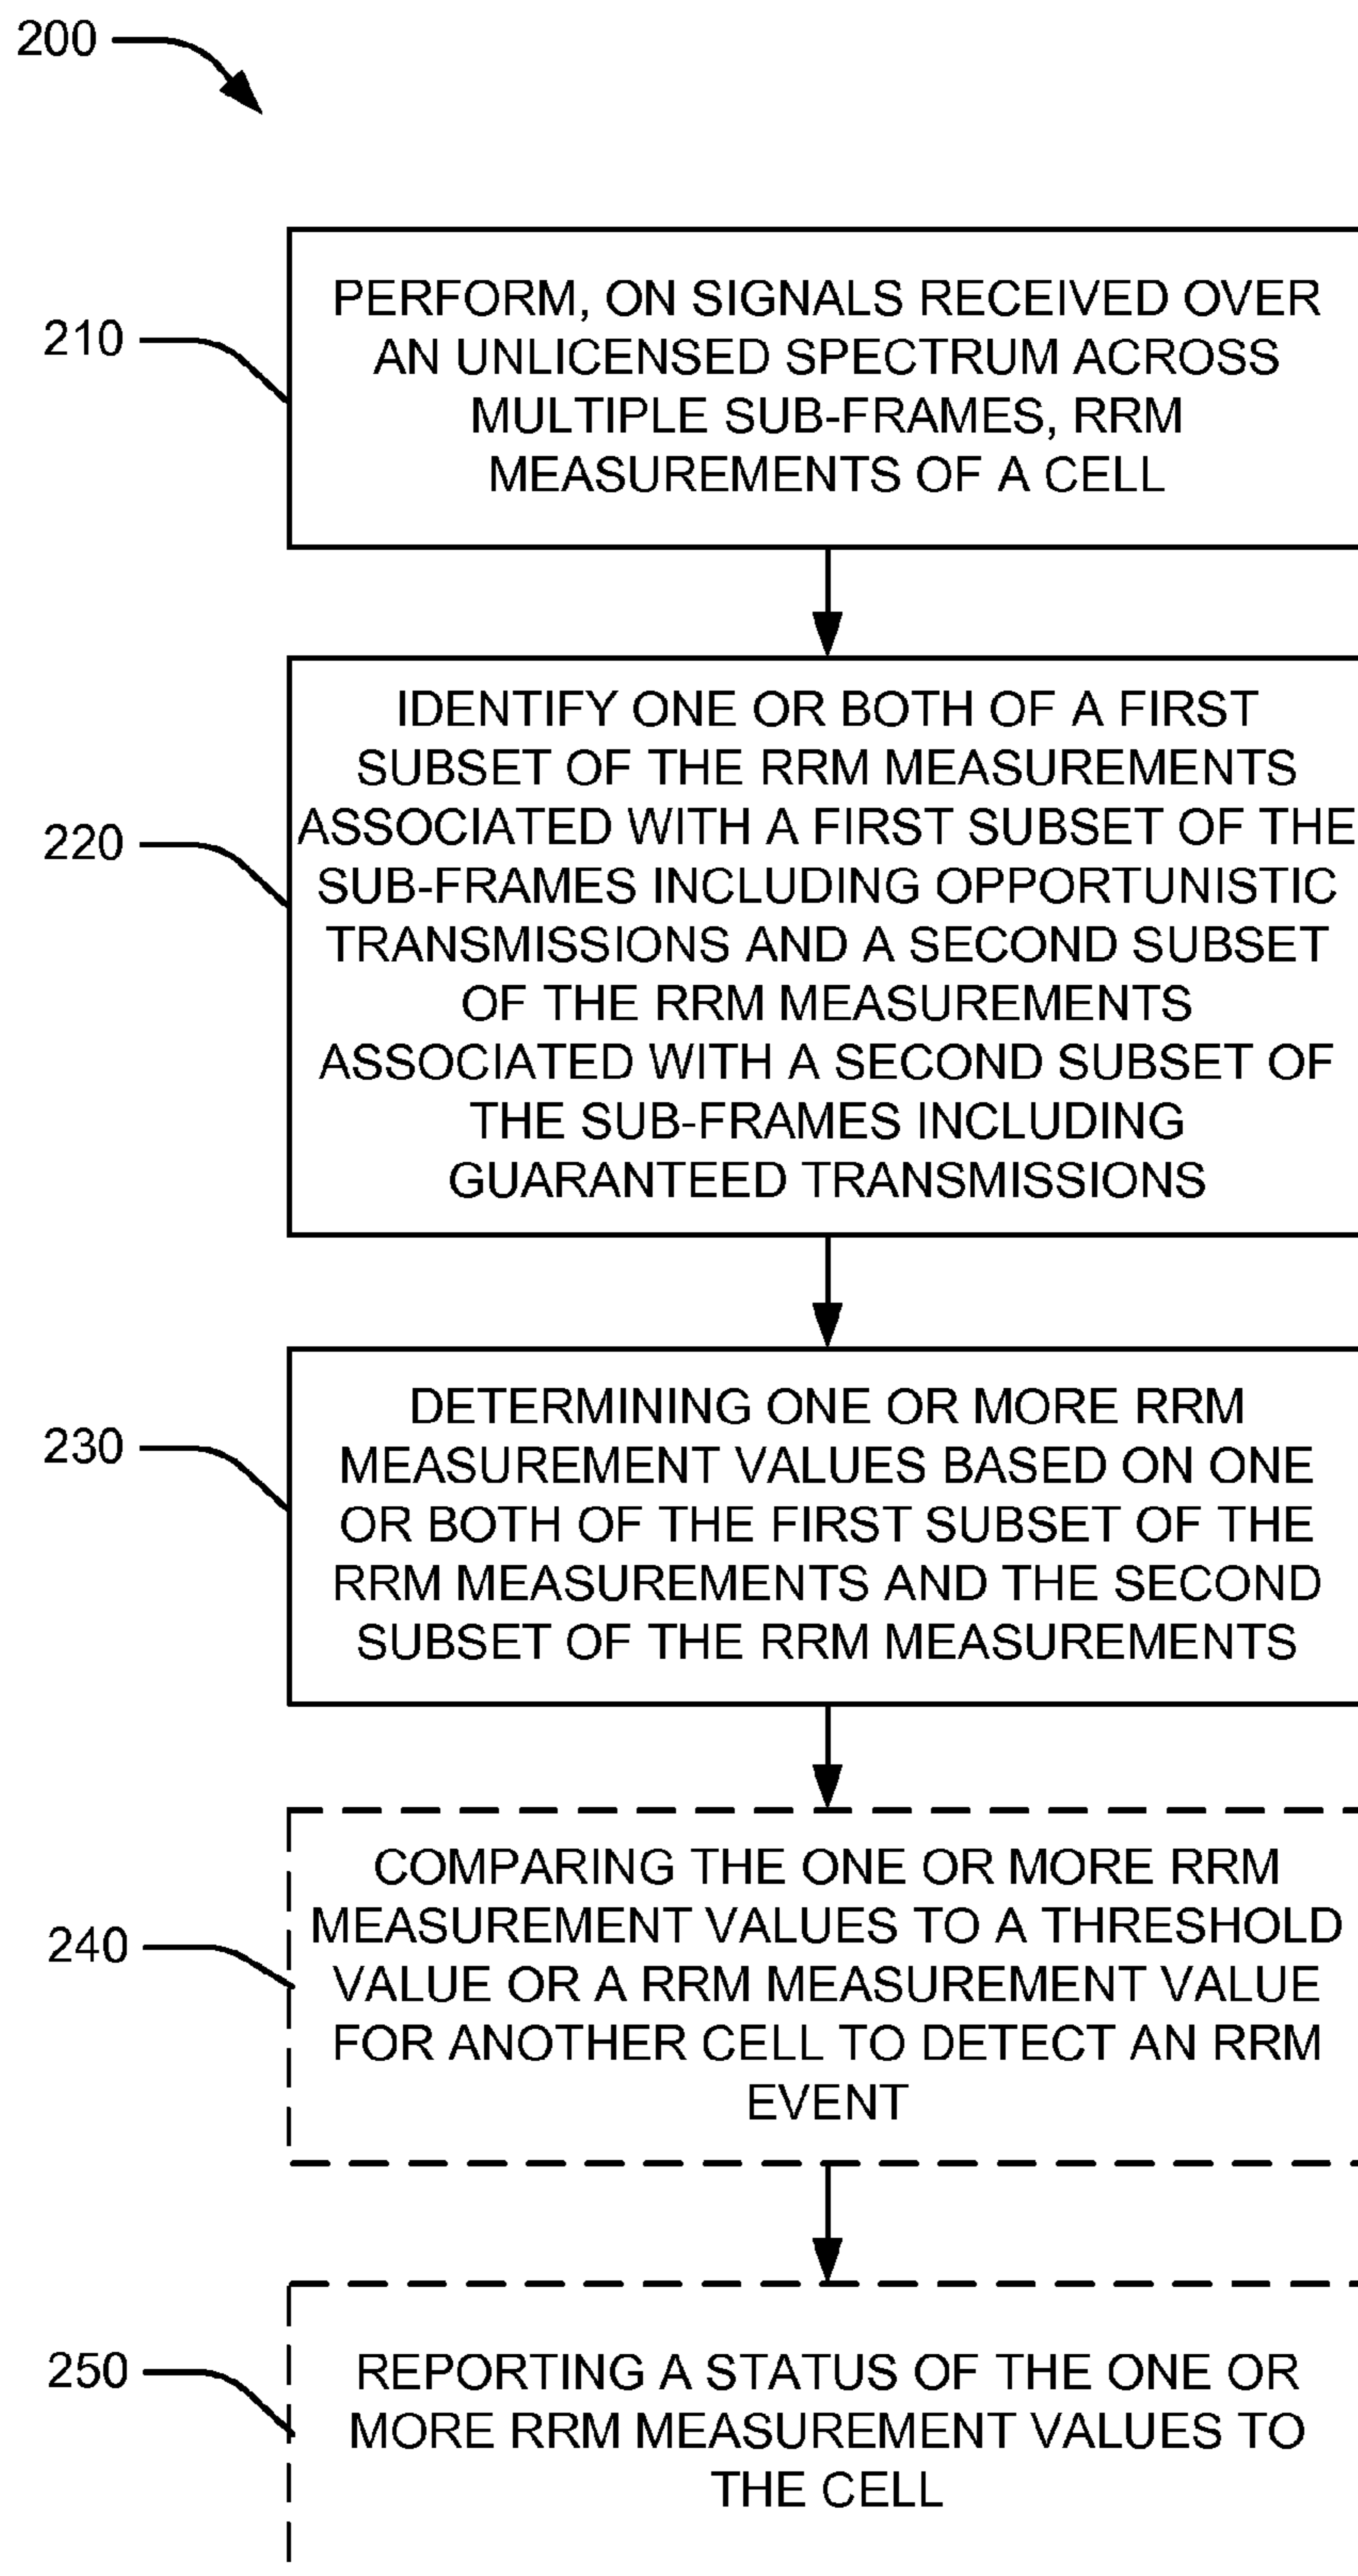 200
210
PERFORM, ON SIGNALS RECEIVED OVER
AN UNLICENSED SPECTRUM ACROSS
MULTIPLE SUB-FRAMES, RRM
MEASUREMENTS OF A CELL
220
IDENTIFY ONE OR BOTH OF A FIRST
SUBSET OF THE RRM MEASUREMENTS
ASSOCIATED WITH A FIRST SUBSET OF THE
SUB-FRAMES INCLUDING OPPORTUNISTIC
TRANSMISSIONS AND A SECOND SUBSET
OF THE RRM MEASUREMENTS
ASSOCIATED WITH A SECOND SUBSET OF
THE SUB-FRAMES INCLUDING
GUARANTEED TRANSMISSIONS
230
DETERMINING ONE OR MORE RRM
MEASUREMENT VALUES BASED ON ONE
OR BOTH OF THE FIRST SUBSET OF THE
RRM MEASUREMENTS AND THE SECOND
SUBSET OF THE RRM MEASUREMENTS
240
COMPARING THE ONE OR MORE RRM
MEASUREMENT VALUES TO A THRESHOLD
VALUE OR A RRM MEASUREMENT VALUE
FOR ANOTHER CELL TO DETECT AN RRM
EVENT
250
REPORTING A STATUS OF THE ONE OR
MORE RRM MEASUREMENT VALUES TO
THE CELL